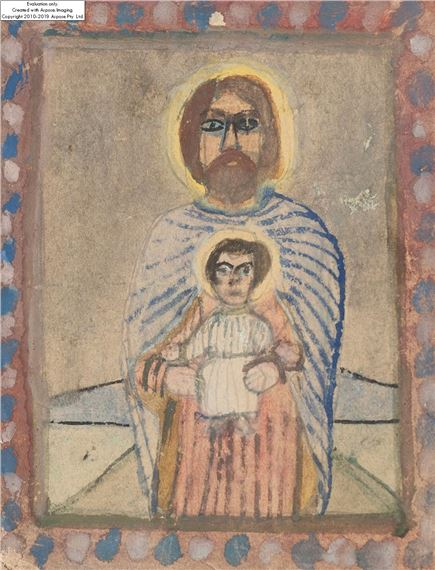 Evaluation only.
Created with Aspose.Imaging.
Copyright 2010-2019 Aspose Pty Ltd.